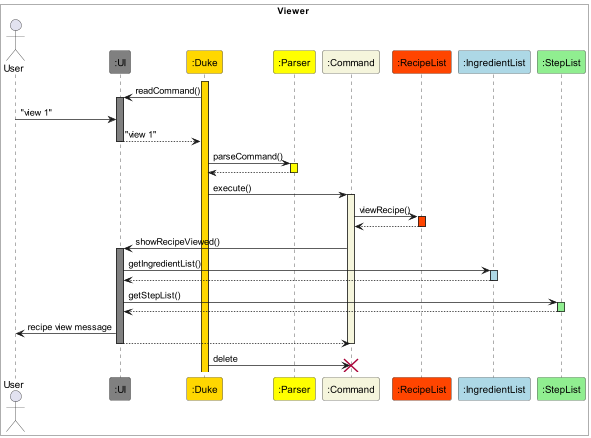 Viewer
User
:UI
:Duke
:Parser
:Command
:RecipeList
:IngredientList
:StepList
readCommand()
"view 1"
"view 1"
parseCommand()
execute()
viewRecipe()
showRecipeViewed()
getIngredientList()
getStepList()
recipe view message
delete
User
:UI
:Duke
:Parser
:Command
:RecipeList
:IngredientList
:StepList